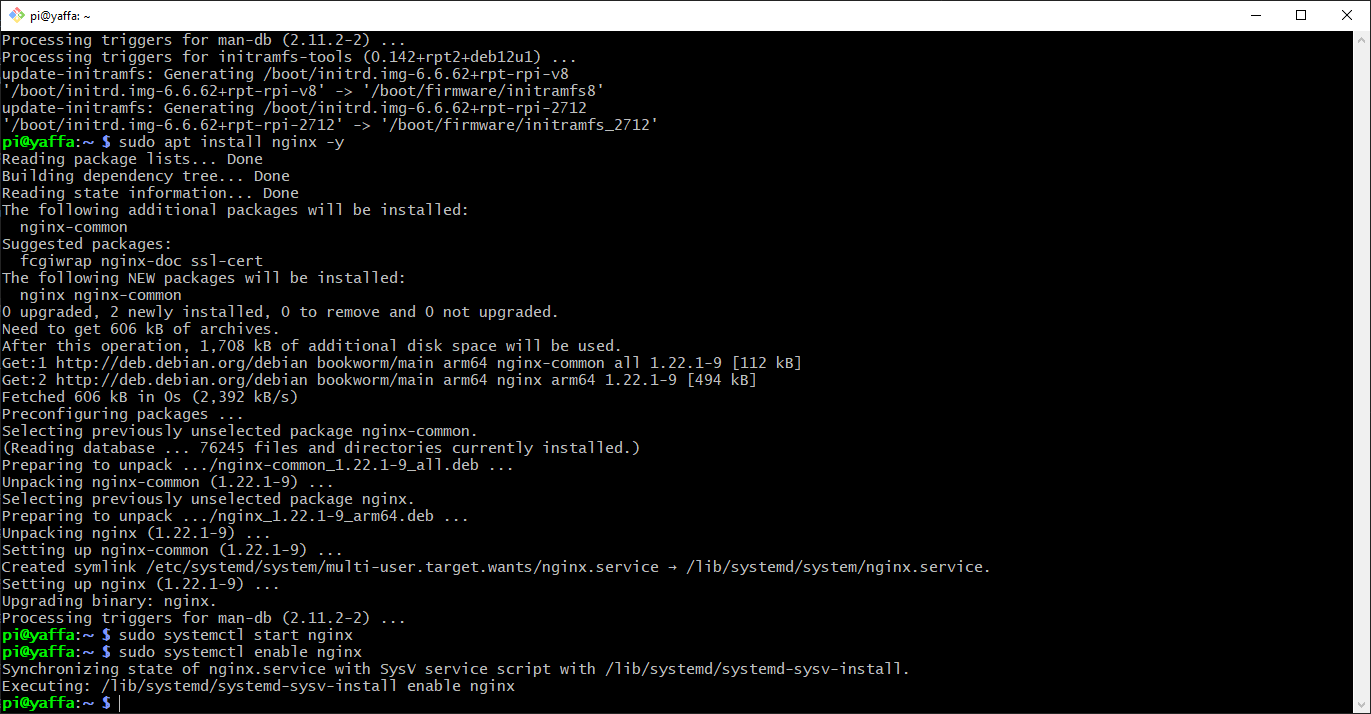 pi@yaffa: ~
Processing triggers for man-db (2.11.2-2) ...
Processing triggers for initramfs-tools (0.142+rpt2+deb12u1) ...
update-initramfs: Generating /boot/initrd.img-6.6.62+rpt-rpi-v8
'/boot/initrd.img-6.6.62+rpt-rpi-v8' -> '/boot/firmware/initramfs8'
update-initramfs: Generating /boot/initrd.img-6.6.62+rpt-rpi-2712
'/boot/initrd.img-6.6.62+rpt-rpi-2712' -> '/boot/firmware/initramfs_2712'
pi@yaffa:~ $ sudo apt install nginx -y
Reading package lists... Done
Building dependency tree... Done
Reading state information... Done
The following additional packages will be installed:
  nginx-common
Suggested packages:
  fcgiwrap nginx-doc ssl-cert
The following NEW packages will be installed:
  nginx nginx-common
0 upgraded, 2 newly installed, 0 to remove and 0 not upgraded.
Need to get 606 kB of archives.
After this operation, 1,708 kB of additional disk space will be used.
Get:1 http://deb.debian.org/debian bookworm/main arm64 nginx-common all 1.22.1-9 [112 kB]
Get:2 http://deb.debian.org/debian bookworm/main arm64 nginx arm64 1.22.1-9 [494 kB]
Fetched 606 kB in 0s (2,392 kB/s)
Preconfiguring packages ...
Selecting previously unselected package nginx-common.
(Reading database ... 76245 files and directories currently installed.)
Preparing to unpack .../nginx-common_1.22.1-9_all.deb ...
Unpacking nginx-common (1.22.1-9) ...
Selecting previously unselected package nginx.
Preparing to unpack .../nginx_1.22.1-9_arm64.deb ...
Unpacking nginx (1.22.1-9) ...
Setting up nginx-common (1.22.1-9) ...
Created symlink /etc/systemd/system/multi-user.target.wants/nginx.service → /lib/systemd/system/nginx.service.
Setting up nginx (1.22.1-9) ...
Upgrading binary: nginx.
Processing triggers for man-db (2.11.2-2) ...
pi@yaffa:~ $ sudo systemctl start nginx
pi@yaffa:~ $ sudo systemctl enable nginx
Synchronizing state of nginx.service with SysV service script with /lib/systemd/systemd-sysv-install.
Executing: /lib/systemd/systemd-sysv-install enable nginx
pi@yaffa:~ $